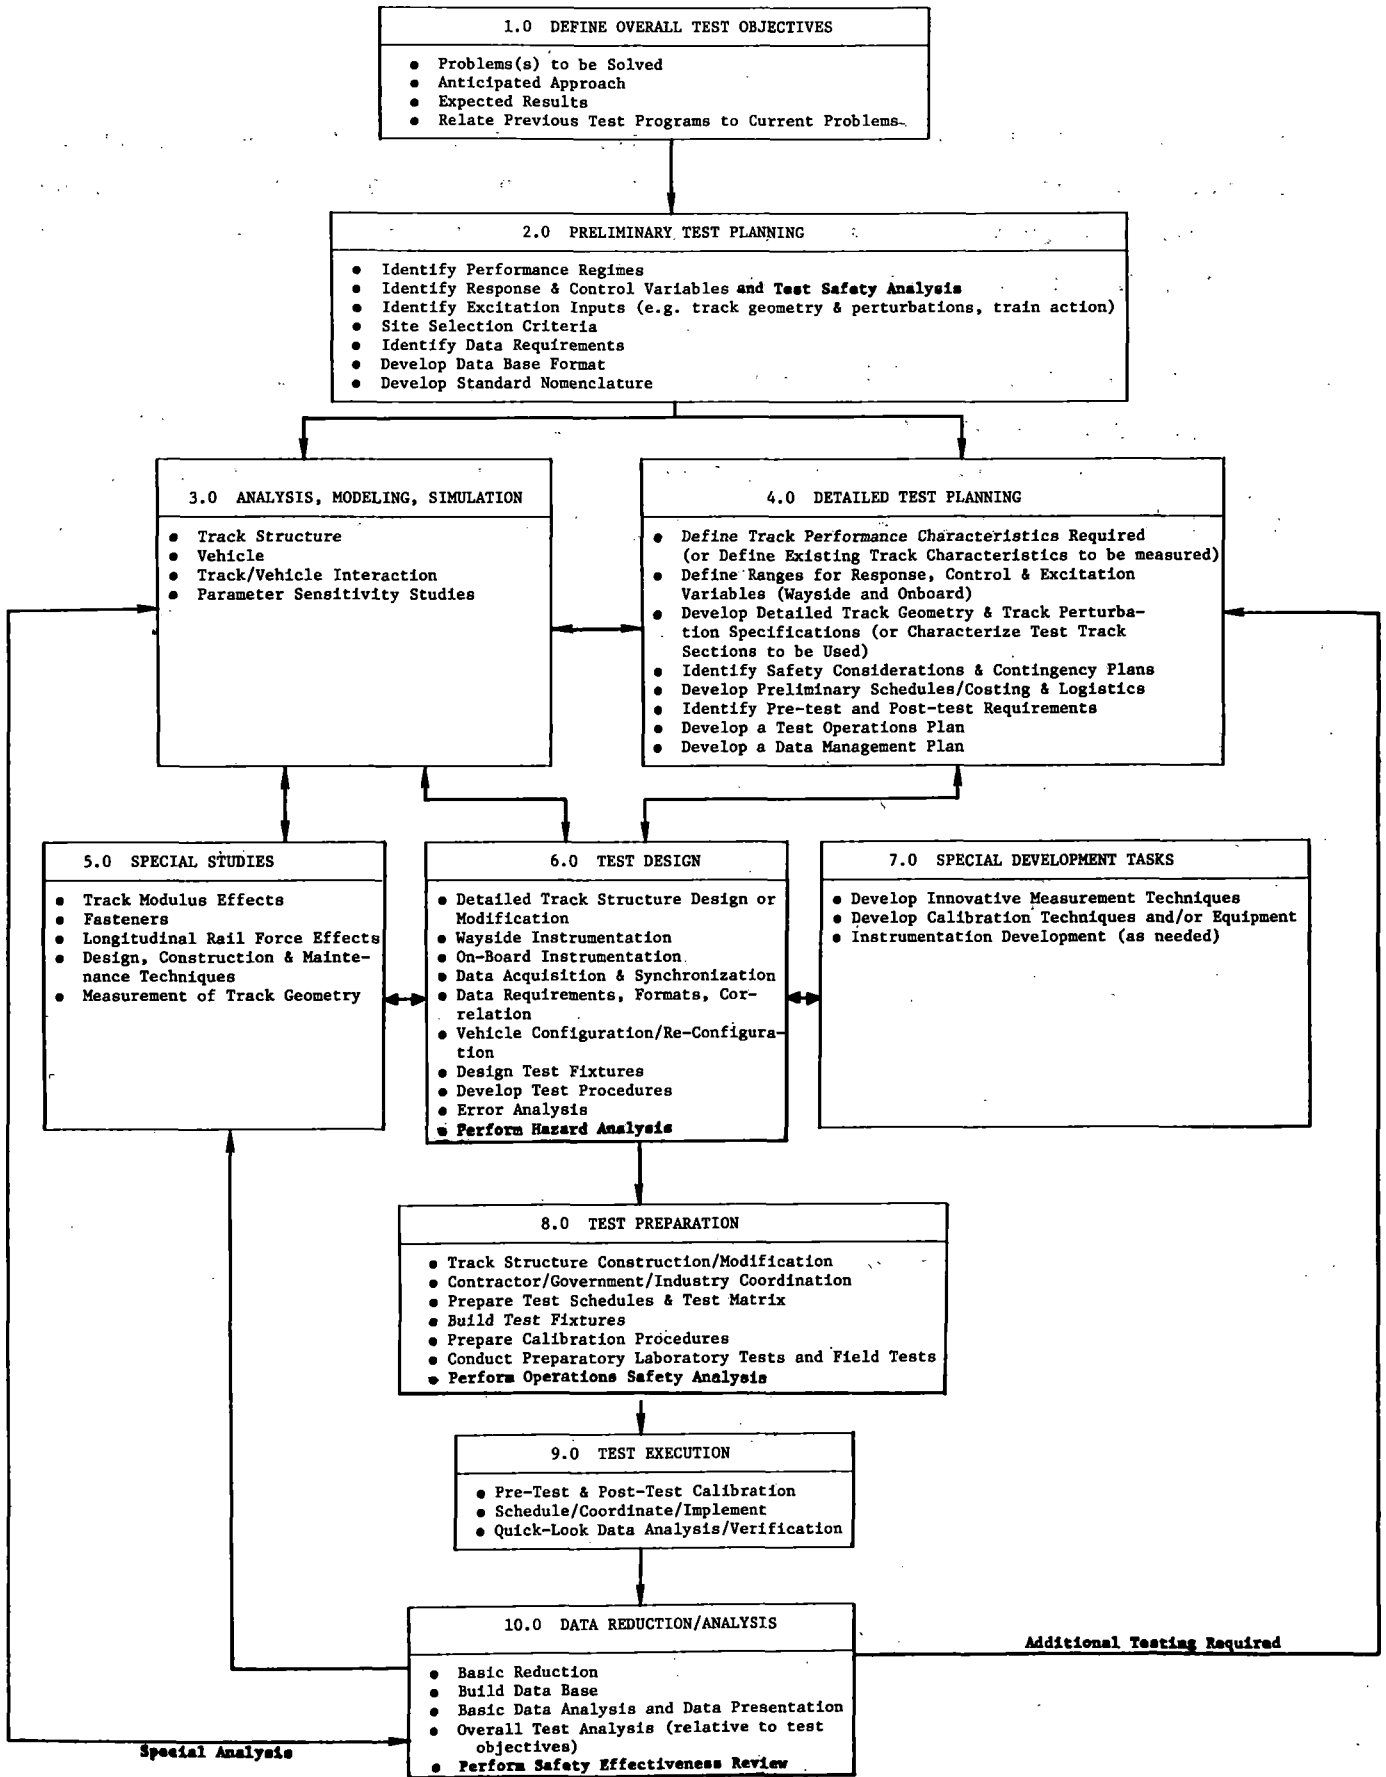 1.0 DEFINE OVERALL TEST OBJECTIVES
● Problems(s) to be Solved
● Anticipated Approach
● Expected Results
● Relate Previous Test Programs to Current Problems
2.0 PRELIMINARY TEST PLANNING
● Identify Performance Regimes
● Identify Response & Control Variables and Test Safety Analysis
● Identify Excitation Inputs (e.g. track geometry & perturbations, train action)
● Site Selection Criteria
● Identify Data Requirements
● Develop Data Base Format
● Develop Standard Nomenclature
3.0 ANALYSIS, MODELING, SIMULATION
● Track Structure
● Vehicle
● Track/Vehicle Interaction
● Parameter Sensitivity Studies
4.0 DETAILED TEST PLANNING
● Define Track Performance Characteristics Required
(or Define Existing Track Characteristics to be measured)
● Define Ranges for Response, Control & Excitation
Variables (Wayside and Onboard)
● Develop Detailed Track Geometry & Track Perturba-
tion Specifications (or Characterize Test Track
Sections to be Used)
● Identify Safety Considerations & Contingency Plans
● Develop Preliminary Schedules/Costing & Logistics
● Identify Pre-test and Post-test Requirements
● Develop a Test Operations Plan
● Develop a Data Management Plan
5.0 SPECIAL STUDIES
● Track Modulus Effects
● Fasteners
● Longitudinal Rail Force Effects
● Design, Construction & Mainte-
nance Techniques
● Measurement of Track Geometry
6.0 TEST DESIGN
● Detailed Track Structure Design or
Modification
● Wayside Instrumentation
● On-Board Instrumentation
● Data Acquisition & Synchronization
● Data Requirements, Formats, Cor-
relation
● Vehicle Configuration/Re-Configura-
tion
● Design Test Fixtures
● Develop Test Procedures
● Error Analysis
● Perform Hazard Analysis
7.0 SPECIAL DEVELOPMENT TASKS
● Develop Innovative Measurement Techniques
● Develop Calibration Techniques and/or Equipment
● Instrumentation Development (as needed)
8.0 TEST PREPARATION
● Track Structure Construction/Modification
● Contractor/Government/Industry Coordination
● Prepare Test Schedules & Test Matrix
● Build Test Fixtures
● Prepare Calibration Procedures
● Conduct Preparatory Laboratory Tests and Field Tests
● Perform Operations Safety Analysis
9.0 TEST EXECUTION
● Pre-Test & Post-Test Calibration
● Schedule/Coordinate/Implement
● Quick-Look Data Analysis/Verification
10.0 DATA REDUCTION/ANALYSIS
● Basic Reduction
● Build Data Base
● Basic Data Analysis and Data Presentation
● Overall Test Analysis (relative to test
objectives)
● Perform Safety Effectiveness Review
Additional Testing Required
Special Analysis